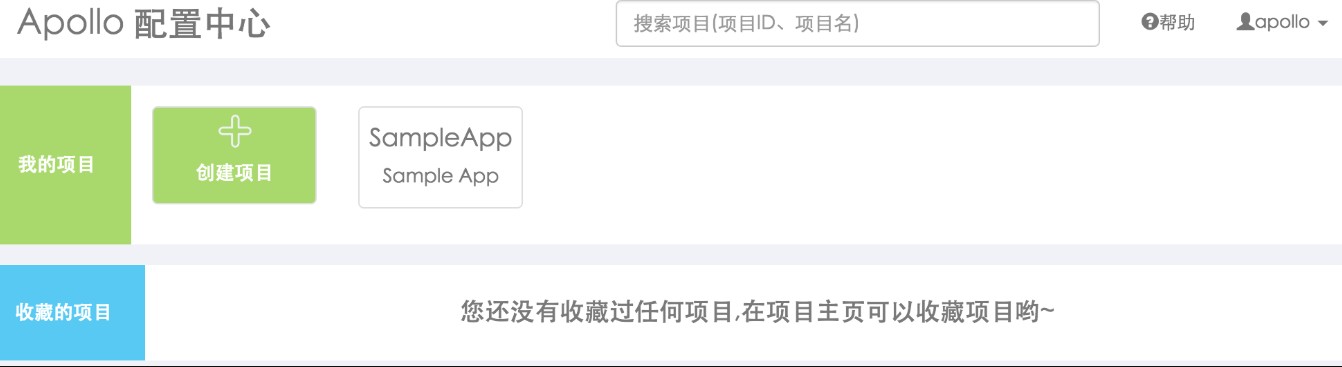 Apollo 配置中心
搜索项目(项目ID、项目名)
帮助
apollo
我的项目
创建项目
SampleApp
Sample App
收藏的项目
您还没有收藏过任何项目,在项目主页可以收藏项目哟~